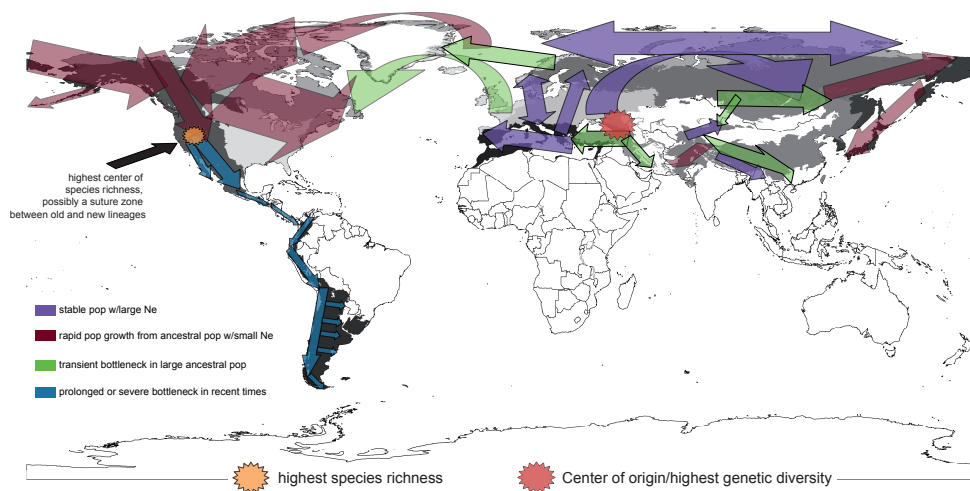 highest center of
species richness,
possibly a suture zone
between old and new lineages
3
stable pop w/large Ne
rapid pop growth from ancestral pop w/small Ne
transient bottleneck in large ancestral pop
prolonged or severe bottleneck in recent times
highest species richness
Center of origin/highest genetic diversity